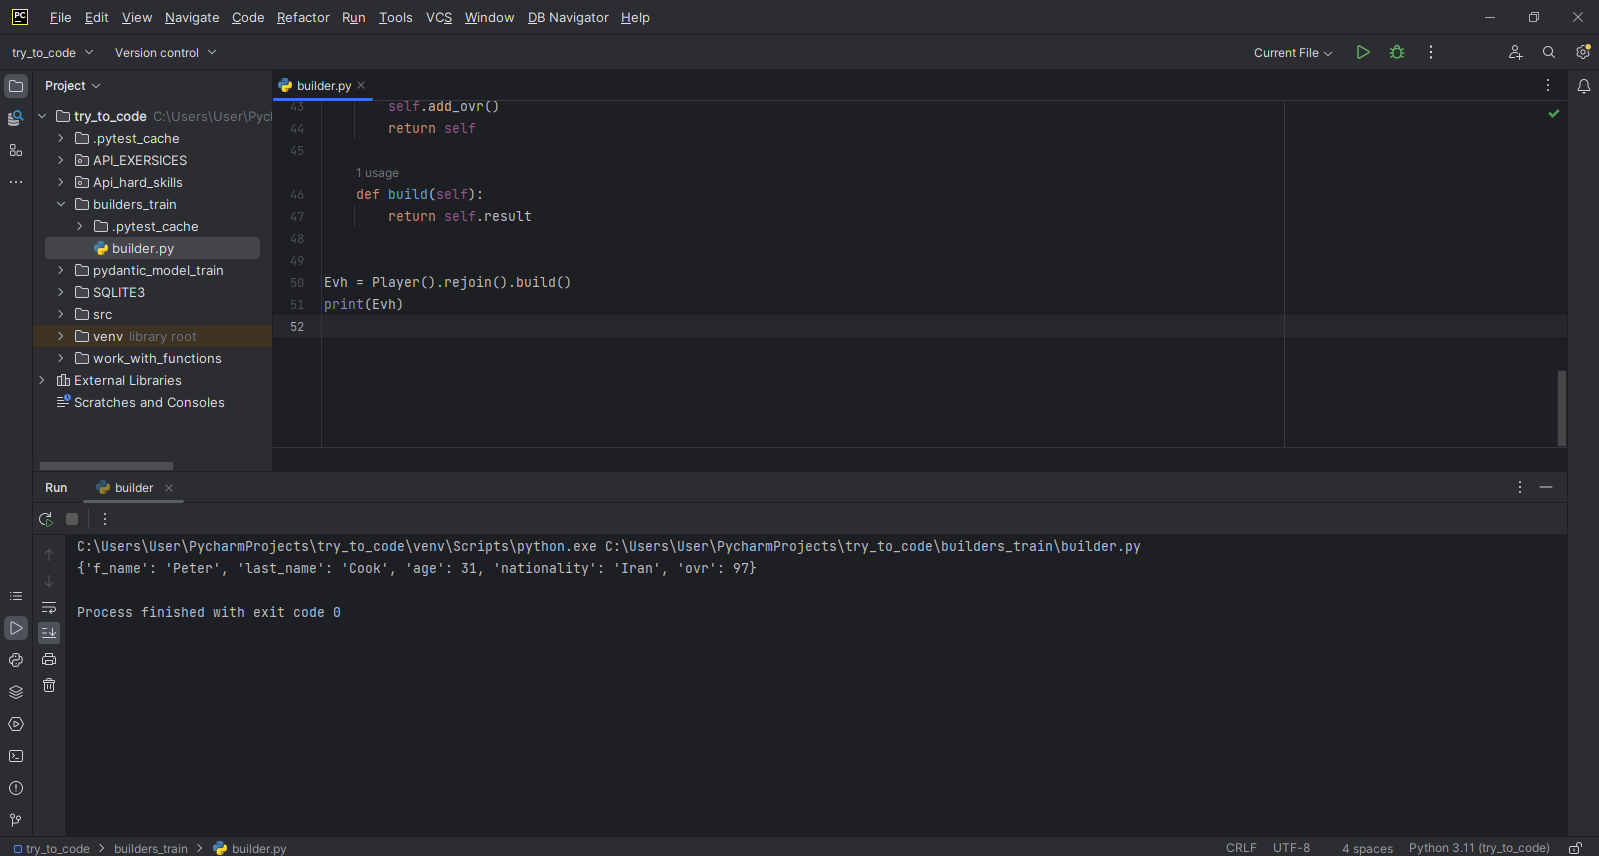 PC
File Edit View Navigate Code Refactor Run Tools VCS Window DB Navigator Help
try_to_code Version control Current File
Project
builder.py
try_to_code C:\Users\User\Pycl
.pytest_cache
API_EXERSICES
Api_hard_skills
builders_train
.pytest_cache
builder.py
pydantic_model_train
SQLITE3
src
venv library root
work_with_functions
External Libraries
Scratches and Consoles
43 self.add_ovr()
44 return self
45
1 usage
46 def build(self):
47 return self.result
48
49
50 Evh = Player().rejoin().build()
51 print(Evh)
52
Run builder
C:\Users\User\PycharmProjects\try_to_code\venv\Scripts\python.exe C:\Users\User\PycharmProjects\try_to_code\builders_train\builder.py
{'f_name': 'Peter', 'last_name': 'Cook', 'age': 31, 'nationality': 'Iran', 'ovr': 97}
Process finished with exit code 0
try_to_code > builders_train > builder.py CRLF UTF-8 4 spaces Python 3.11 (try_to_code)